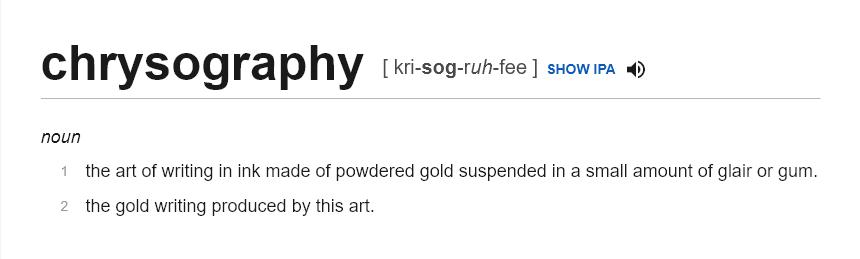 chrysography [ kri-sog-ruh-fee ] SHOW IPA
noun
1 the art of writing in ink made of powdered gold suspended in a small amount of glair or gum.
2 the gold writing produced by this art.